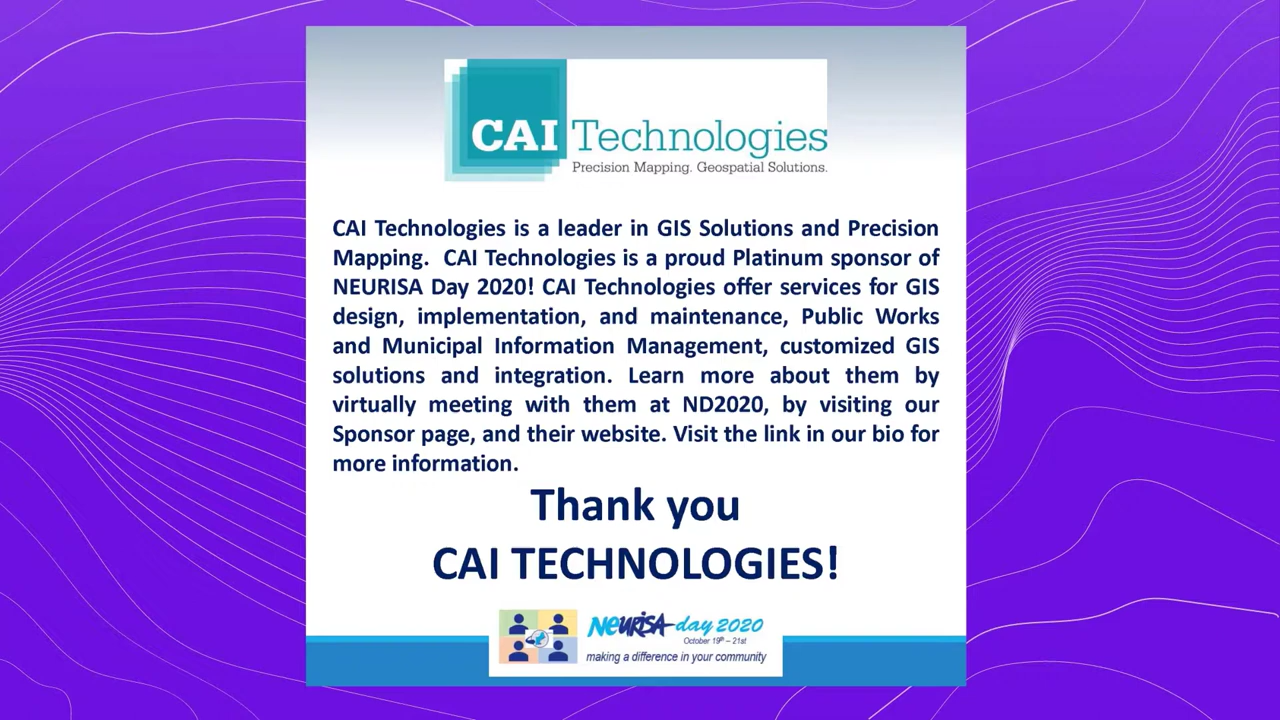 CAI Technologies
Precision Mapping. Geospatial Solutions.
CAI Technologies is a leader in GIS Solutions and Precision
Mapping. CAI Technologies is a proud Platinum sponsor of
NEURISA Day 2020! CAI Technologies offer services for GIS
design, implementation, and maintenance, Public Works
and Municipal Information Management, customized GIS
solutions and integration. Learn more about them by
virtually meeting with them at ND2020, by visiting our
Sponsor page, and their website. Visit the link in our bio for
more information.
Thank you
CAI TECHNOLOGIES!
NEURISA day 2020
October 19th – 21st
making a difference in your community